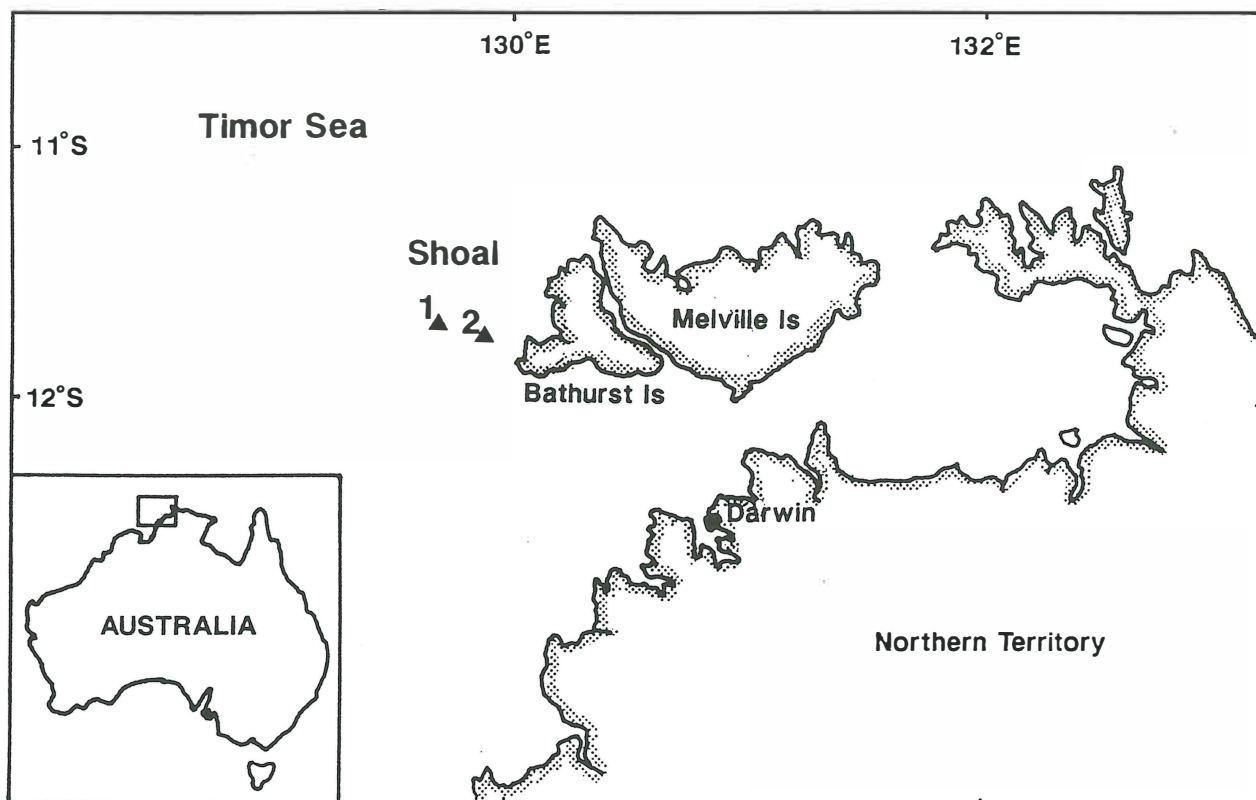 130°E
132°E
Timor Sea
11°S
Shoal
1
2
Melville Is
Bathurst Is
12°S
Darwin
AUSTRALIA
Northern Territory